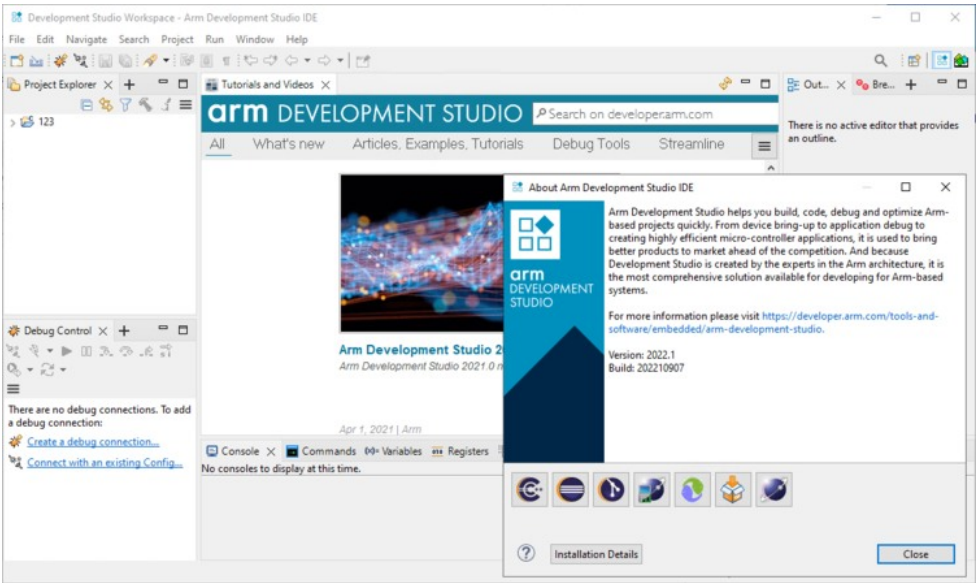 Development Studio Workspace - Arm Development Studio IDE
File Edit Navigate Search Project Run Window Help
Project Explorer
123
Tutorials and Videos
arm DEVELOPMENT STUDIO
Search on developer.arm.com
All What's new Articles, Examples, Tutorials Debug Tools Streamline
Arm Development Studio 2
Arm Development Studio 2021.0
Apr 1, 2021 | Arm
Out...
Bre...
There is no active editor that provides
an outline.
Debug Control
There are no debug connections. To add
a debug connection:
Create a debug connection...
Connect with an existing Config...
Console Commands Variables Registers
No consoles to display at this time.
About Arm Development Studio IDE
arm
DEVELOPMENT
STUDIO
Arm Development Studio helps you build, code, debug and optimize Arm-
based projects quickly. From device bring-up to application debug to
creating highly efficient micro-controller applications, it is used to bring
better products to market ahead of the competition. And because
Development Studio is created by the experts in the Arm architecture, it is
the most comprehensive solution available for developing for Arm-based
systems.
For more information please visit https://developer.arm.com/tools-and-
software/embedded/arm-development-studio.
Version: 2022.1
Build: 202210907
Installation Details
Close